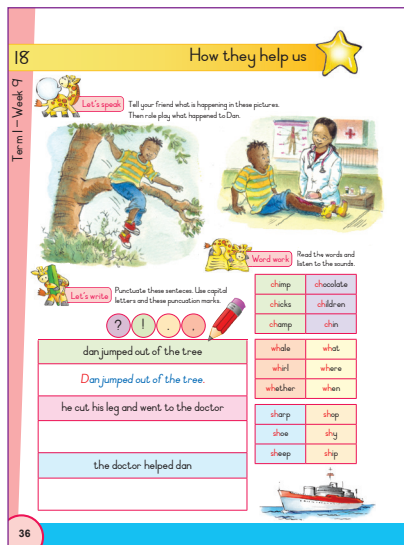 18
How they help us
Term 1 – Week 9
Let's speak
Tell your friend what is happening in these pictures.
Then role play what happened to Dan.
Word work
Read the words and
listen to the sounds.
Let's write
Punctuate these senteces. Use capital
letters and these puncuation marks.
? ! . .
dan jumped out of the tree
Dan jumped out of the tree.
he cut his leg and went to the doctor
the doctor helped dan
chimp chocolate
chicks children
champ chin
whale what
whirl where
whether when
sharp shop
shoe shy
sheep ship
36